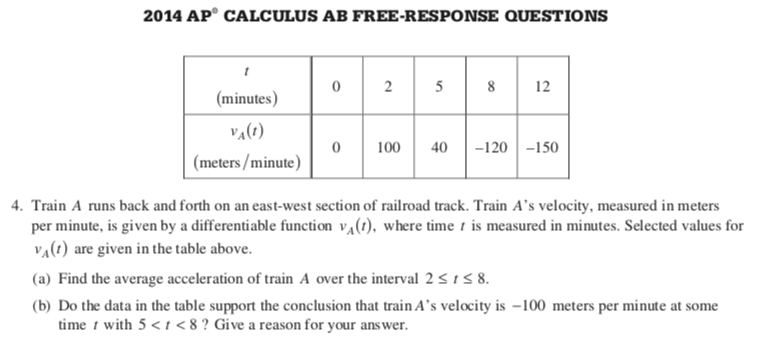 2014 AP® CALCULUS AB FREE-RESPONSE QUESTIONS
t
(minutes)
0 2 5 8 12
v_A(t)
(meters/minute)
0 100 40 −120 −150
4. Train A runs back and forth on an east-west section of railroad track. Train A's velocity, measured in meters
per minute, is given by a differentiable function v_A(t), where time t is measured in minutes. Selected values for
v_A(t) are given in the table above.
(a) Find the average acceleration of train A over the interval 2 ≤ t ≤ 8.
(b) Do the data in the table support the conclusion that train A's velocity is −100 meters per minute at some
time t with 5 < t < 8 ? Give a reason for your answer.